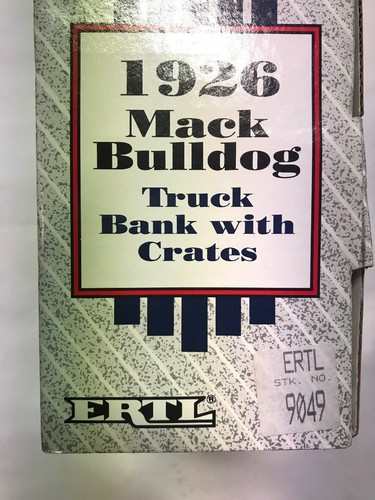 1926
Mack
Bulldog
Truck
Bank with
Crates
ERTL
STK. NO.
9049
ERTL®